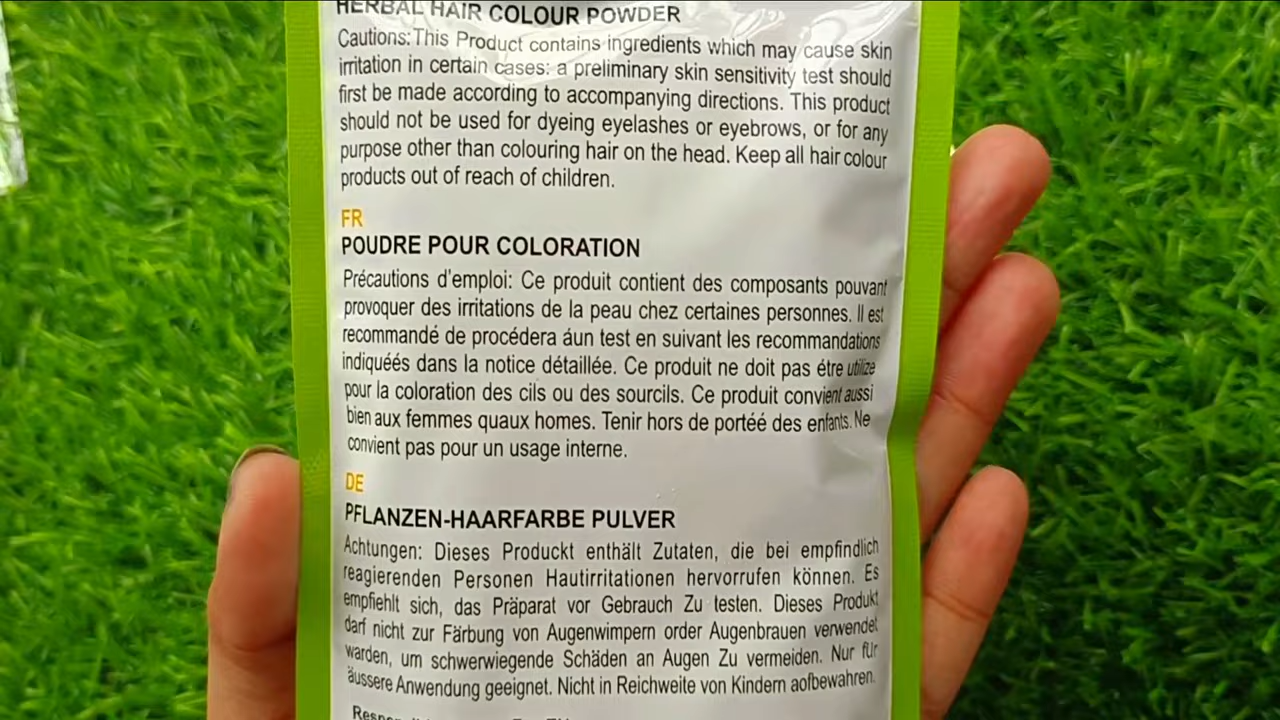 HERBAL HAIR COLOUR POWDER
Cautions: This Product contains ingredients which may cause skin
irritation in certain cases: a preliminary skin sensitivity test should
first be made according to accompanying directions. This product
should not be used for dyeing eyelashes or eyebrows, or for any
purpose other than colouring hair on the head. Keep all hair colour
products out of reach of children.
FR
POUDRE POUR COLORATION
Précautions d'emploi: Ce produit contient des composants pouvant
provoquer des irritations de la peau chez certaines personnes. Il est
recommandé de procédera áun test en suivant les recommandations
indiquéés dans la notice détaillée. Ce produit ne doit pas étre utilize
pour la coloration des cils ou des sourcils. Ce produit convient aussi
bien aux femmes quaux homes. Tenir hors de portéé des enfants. Ne
convient pas pour un usage interne.
DE
PFLANZEN-HAARFARBE PULVER
Achtungen: Dieses Produckt enthält Zutaten, die bei empfindlich
reagierenden Personen Hautirritationen hervorrufen können. Es
empfiehlt sich, das Präparat vor Gebrauch Zu testen. Dieses Produkt
darf nicht zur Färbung von Augenwimpern order Augenbrauen verwendet
warden, um schwerwiegende Schäden an Augen Zu vermeiden. Nur für
äussere Anwendung geeignet. Nicht in Reichweite von Kindern aofbewahren.